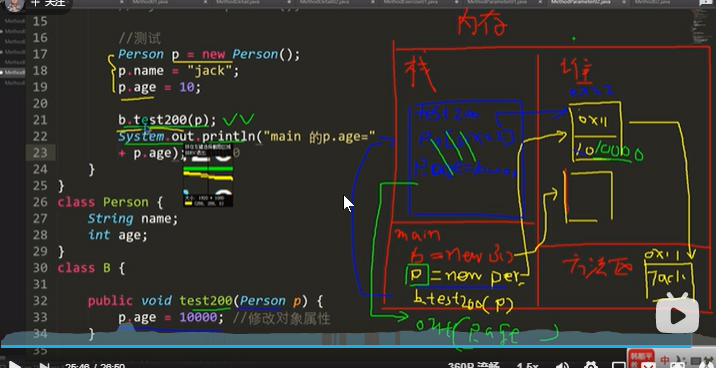 关注
15
16 //测试
17 Person p = new Person();
18 p.name = "jack";
19 p.age = 10;
20
21 b.test200(p);
22 System.out.println("main 的p.age="
23 + p.age);
24 }
25 }
26 class Person {
27 String name;
28 int age;
29 }
30 class B {
31
32 public void test200(Person p) {
33 p.age = 10000; //修改对象属性
34 }
35
内存
栈
堆
test200
0x11
10
10000
main
b = new B()
p = new per
b.test200(p)
out(p.age)
方法区
0x11
Jack
25:46 / 26:50
360P 流畅
1.5x